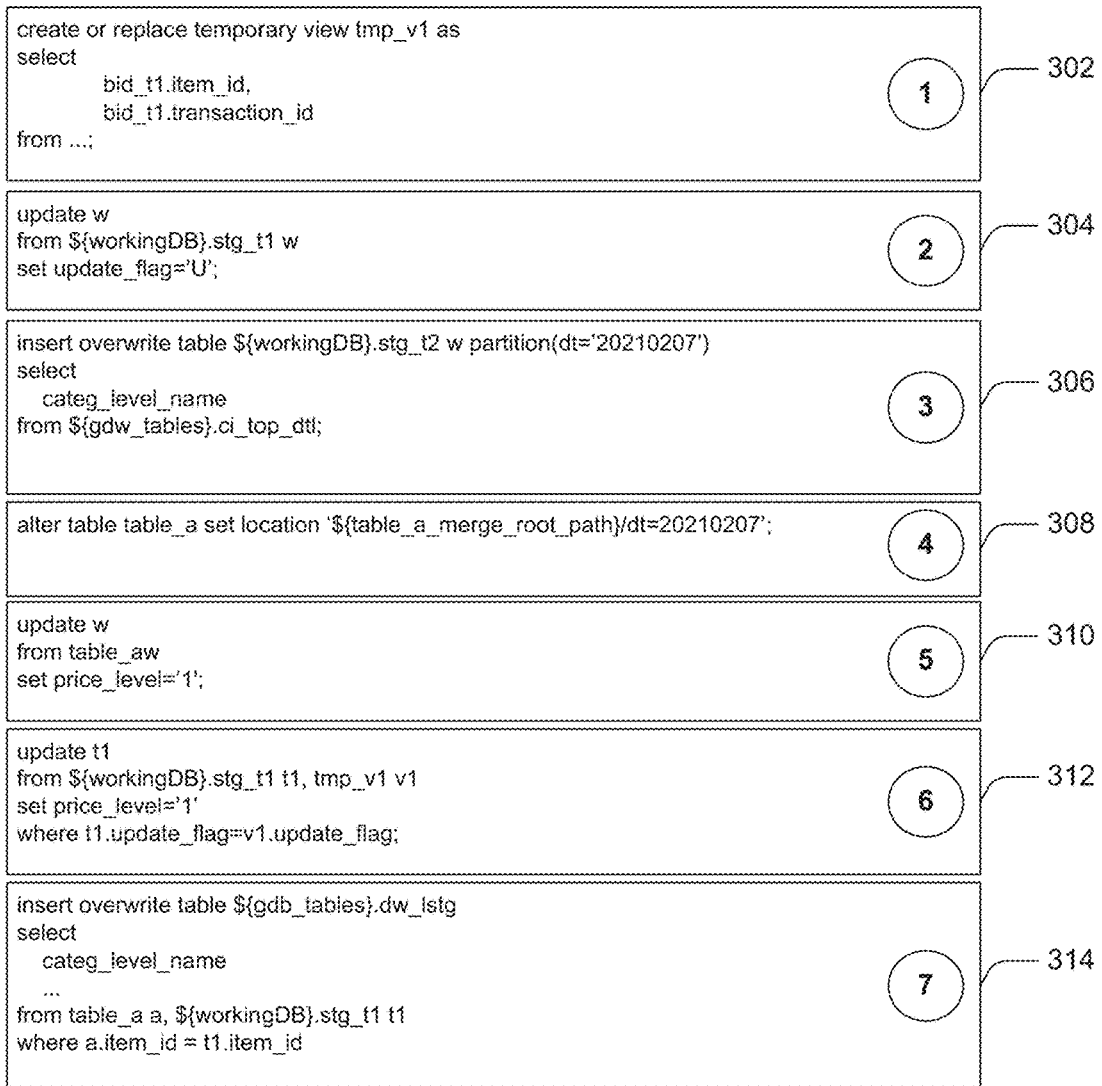 create or replace temporary view tmp_v1 as
select
bid_t1.item_id,
bid_t1.transaction_id
from ...;
1
302
update w
from ${workingDB}.stg_t1 w
set update_flag='U';
2
304
insert overwrite table ${workingDB}.stg_t2 w partition(dt='20210207')
select
categ_level_name
from ${gdw_tables}.ci_top_dtl;
3
306
alter table table_a set location '${table_a_merge_root_path}/dt=20210207';
4
308
update w
from table_aw
set price_level='1';
5
310
update t1
from ${workingDB}.stg_t1 t1, tmp_v1 v1
set price_level='1'
where t1.update_flag=v1.update_flag;
6
312
insert overwrite table ${gdb_tables}.dw_lstg
select
categ_level_name
...
from table_a a, ${workingDB}.stg_t1 t1
where a.item_id = t1.item_id
7
314